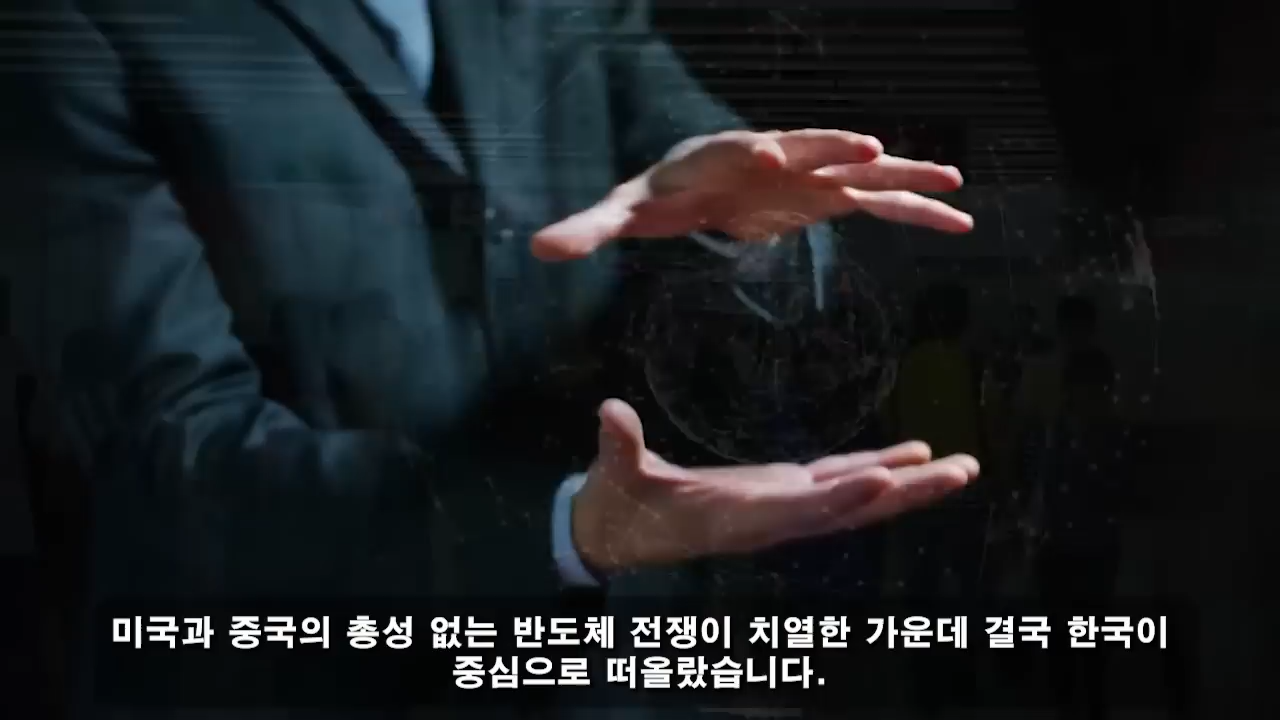 미국과 중국의 총성 없는 반도체 전쟁이 치열한 가운데 결국 한국이
중심으로 떠올랐습니다.